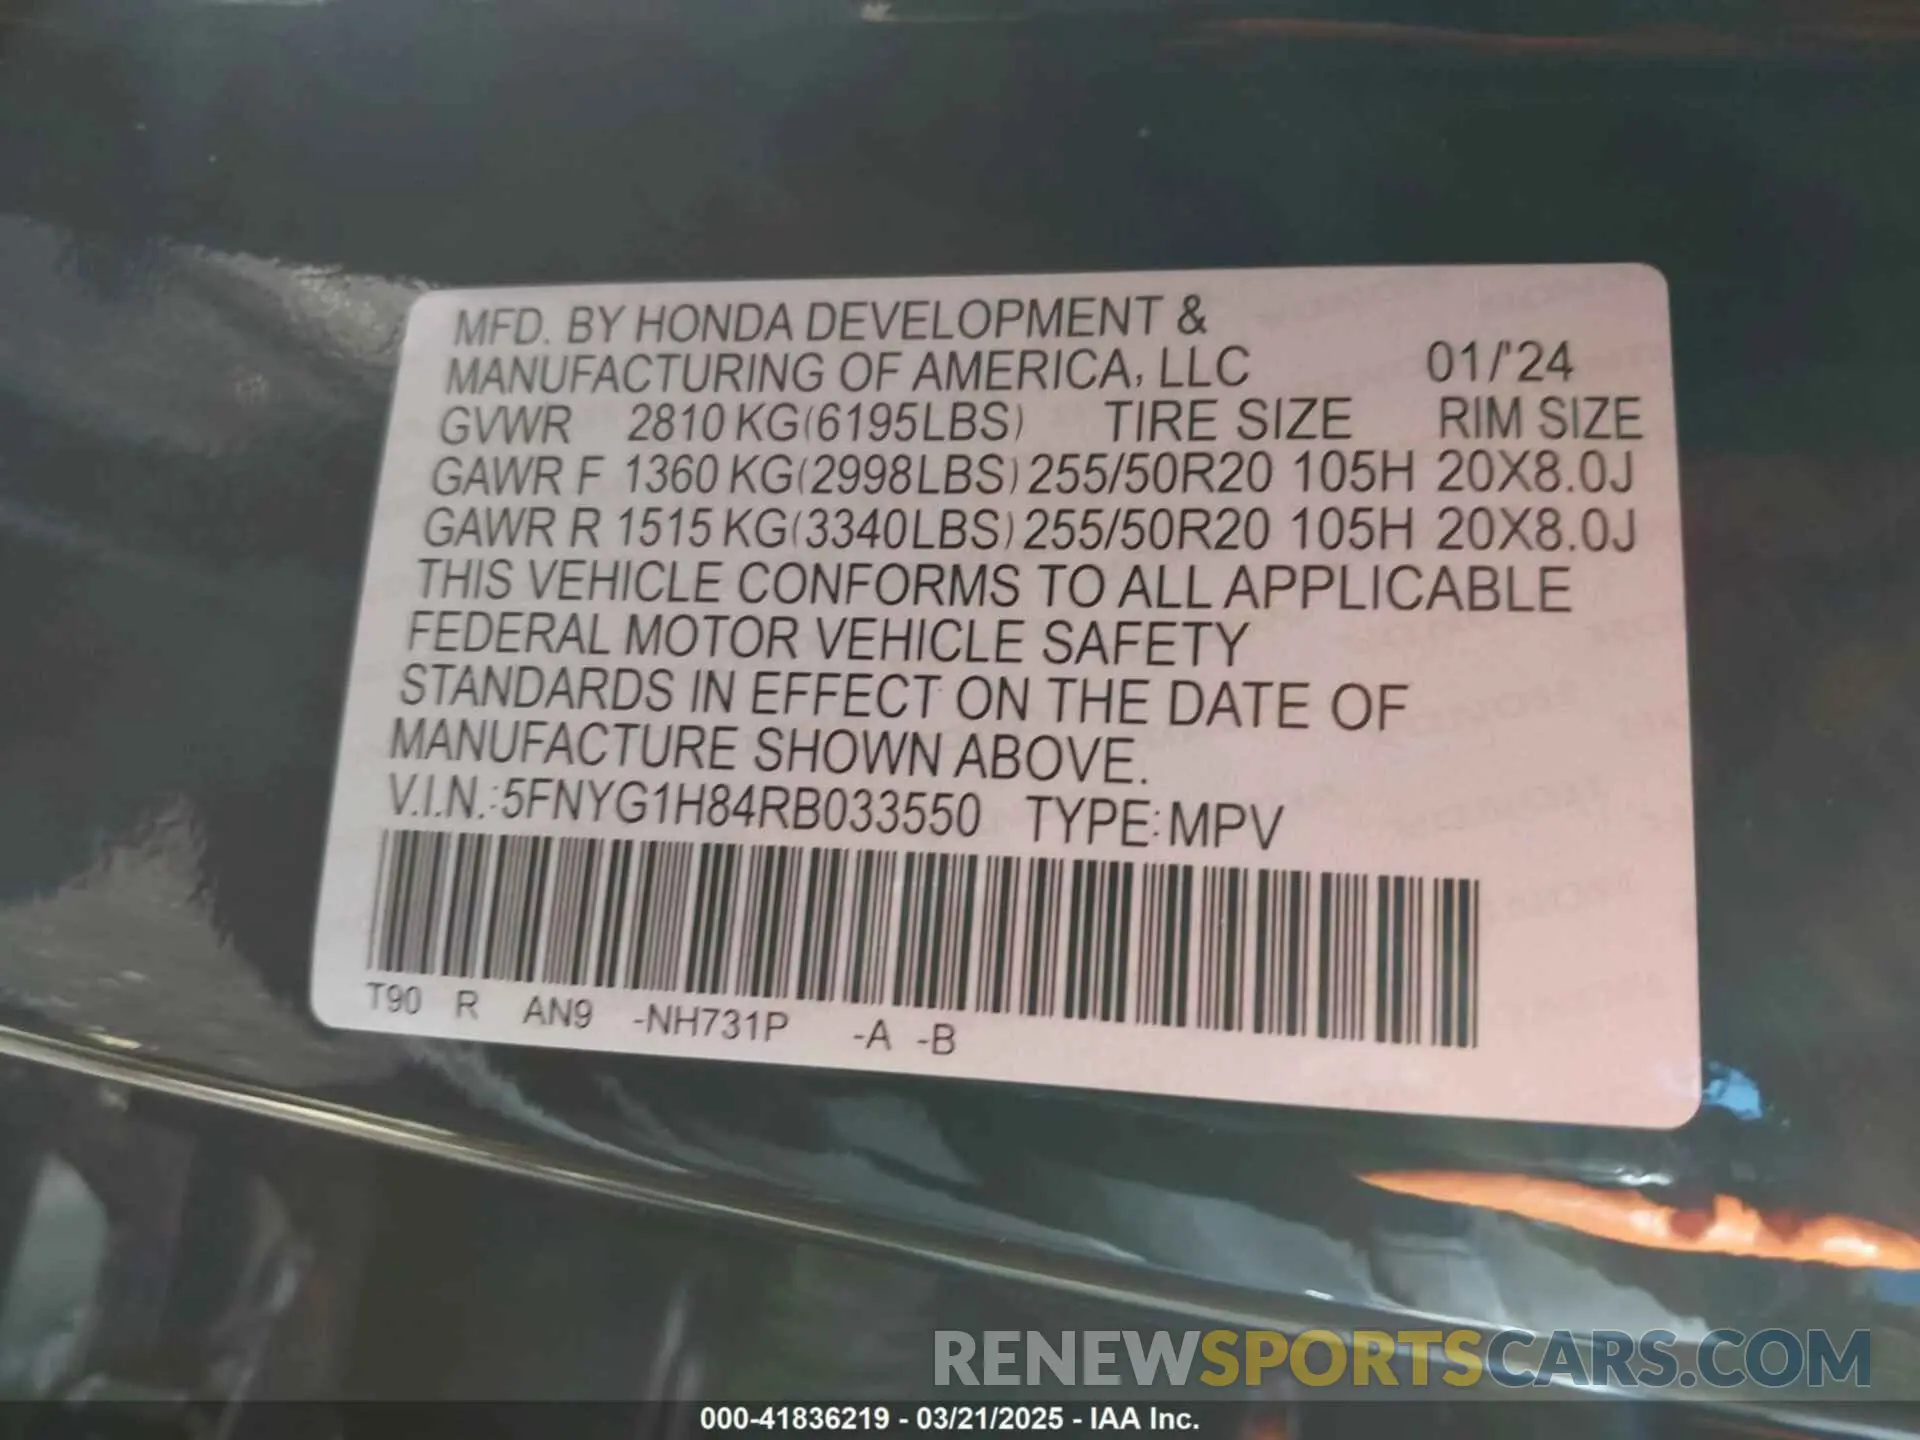 MFD. BY HONDA DEVELOPMENT &
MANUFACTURING OF AMERICA, LLC 01/'24
GVWR 2810 KG(6195LBS) TIRE SIZE RIM SIZE
GAWR F 1360 KG(2998LBS) 255/50R20 105H 20X8.0J
GAWR R 1515 KG(3340LBS) 255/50R20 105H 20X8.0J
THIS VEHICLE CONFORMS TO ALL APPLICABLE
FEDERAL MOTOR VEHICLE SAFETY
STANDARDS IN EFFECT ON THE DATE OF
MANUFACTURE SHOWN ABOVE.
V.I.N.:5FNYG1H84RB033550 TYPE:MPV
T90 R AN9 -NH731P -A -B
RENEWSPORTSCARS.COM
000-41836219 - 03/21/2025 - IAA Inc.